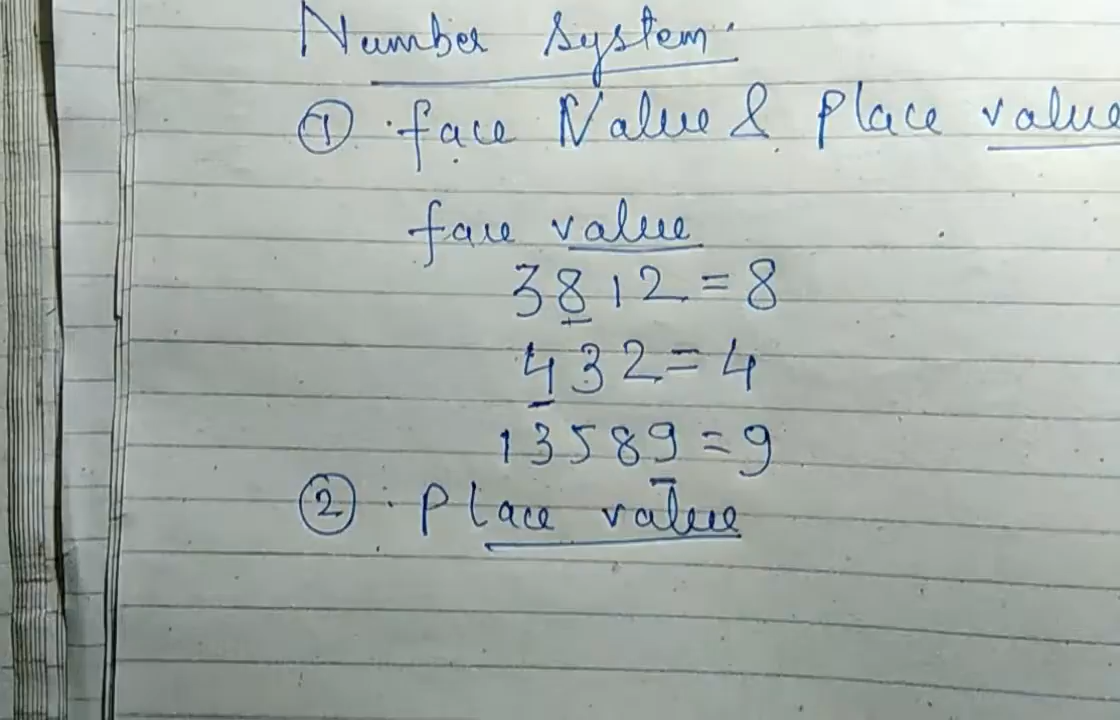 Number System
① face Value & Place value
face value
3812 = 8
432 = 4
13589 = 9
② Place value